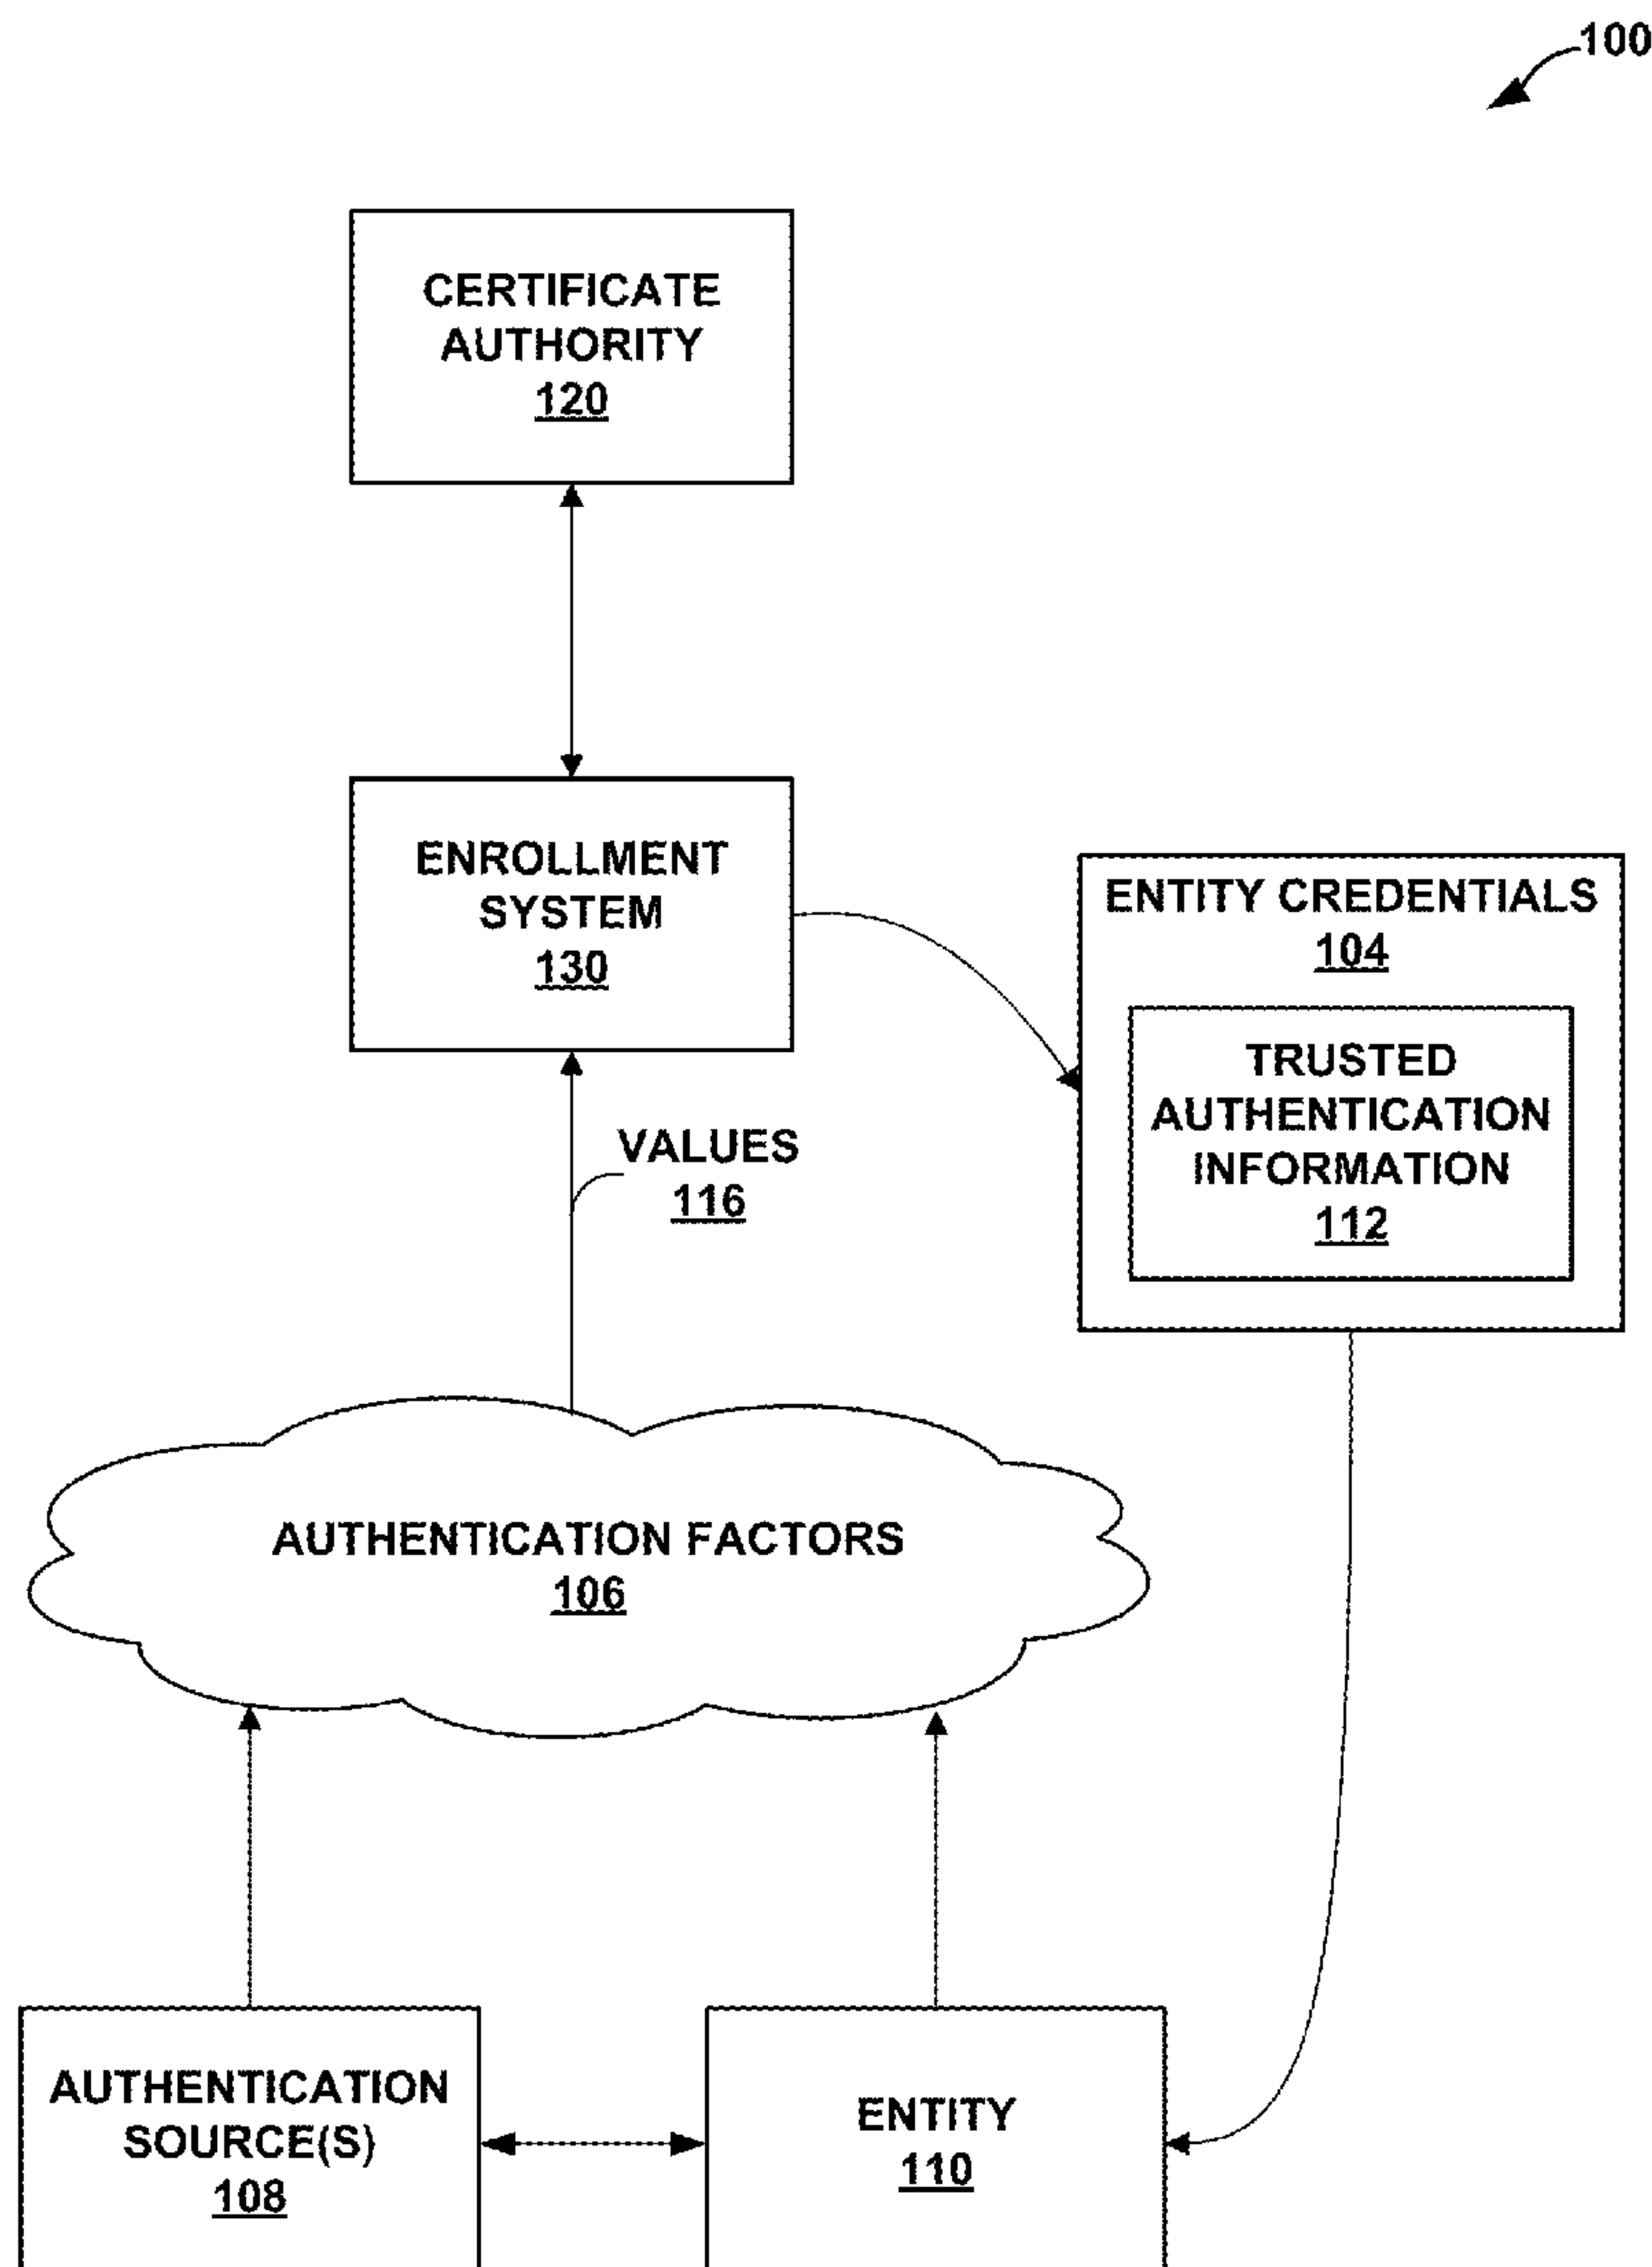 100
CERTIFICATE
AUTHORITY
120
ENROLLMENT
SYSTEM
130
ENTITY CREDENTIALS
104
TRUSTED
AUTHENTICATION
INFORMATION
112
VALUES
116
AUTHENTICATION FACTORS
106
AUTHENTICATION
SOURCE(S)
108
ENTITY
110